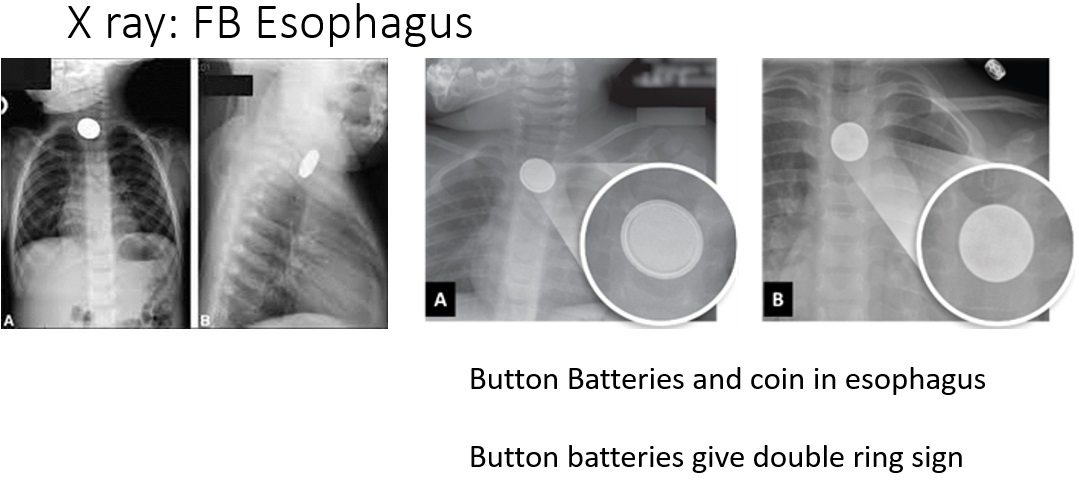 X ray: FB Esophagus
A
B
A
B
Button Batteries and coin in esophagus
Button batteries give double ring sign